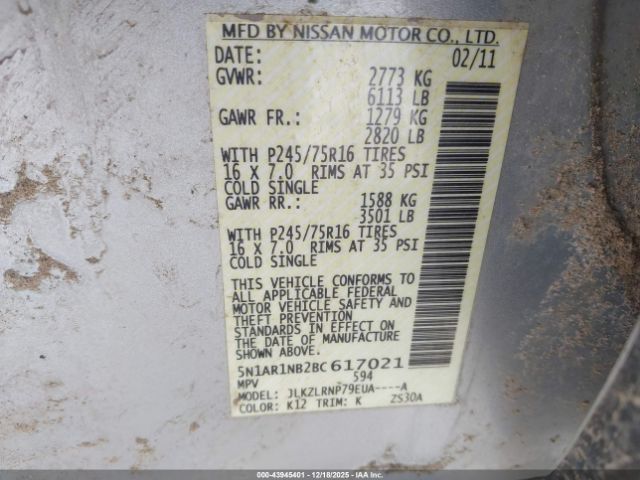 MFD BY NISSAN MOTOR CO., LTD.
DATE: 02/11
GVWR: 2773 KG
6113 LB
GAWR FR.: 1279 KG
2820 LB
WITH P245/75R16 TIRES
16 X 7.0 RIMS AT 35 PSI
COLD SINGLE
GAWR RR.: 1588 KG
3501 LB
WITH P245/75R16 TIRES
16 X 7.0 RIMS AT 35 PSI
COLD SINGLE
THIS VEHICLE CONFORMS TO
ALL APPLICABLE FEDERAL
MOTOR VEHICLE SAFETY AND
THEFT PREVENTION
STANDARDS IN EFFECT ON
THE DATE OF MANUFACTURE
SHOWN ABOVE.
5N1AR1NB2BC617021
MPV 594
MODEL: JLKZLRNP79EUA----A
COLOR: K12 TRIM: K ZS30A
000-43945401 - 12/18/2025 - IAAI.COM